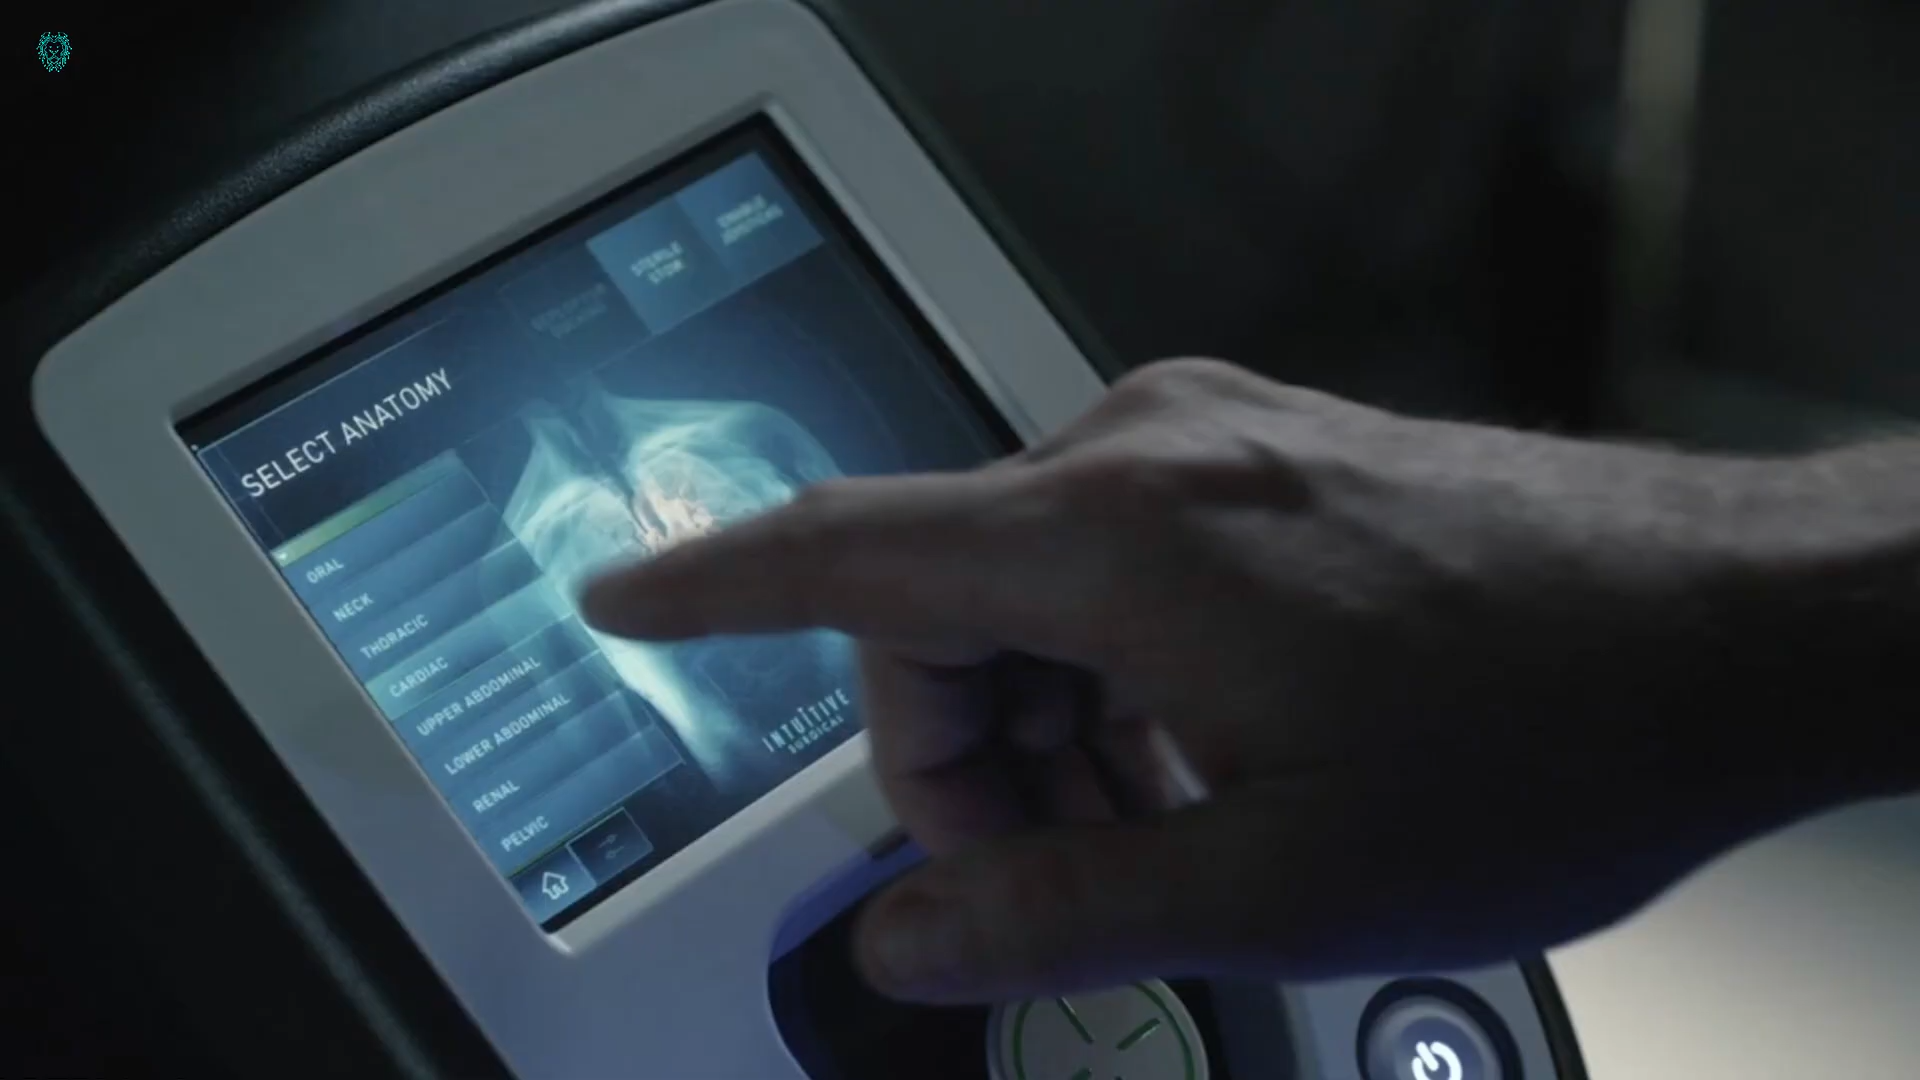 STERILE
STOW
SELECT ANATOMY
ORAL
NECK
THORACIC
CARDIAC
UPPER ABDOMINAL
LOWER ABDOMINAL
RENAL
PELVIC
INTUITIVE
SURGICAL